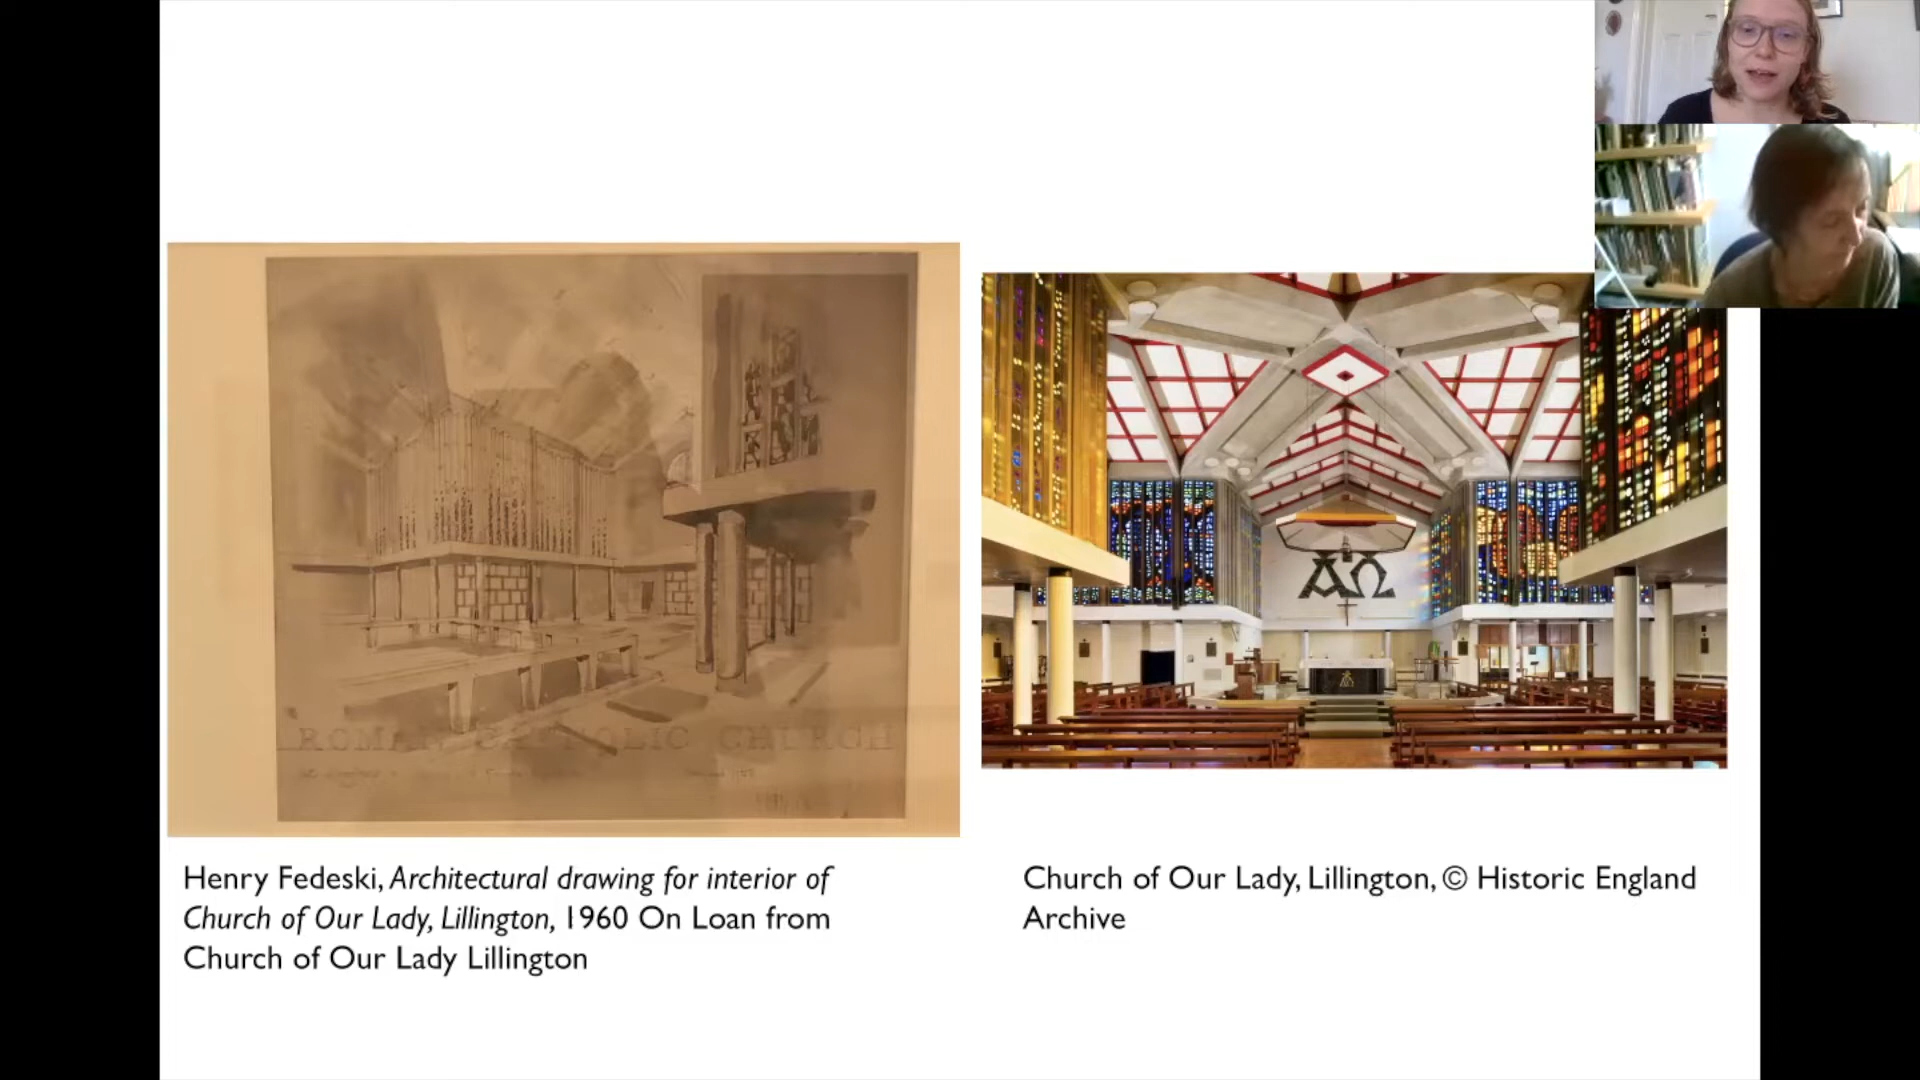 ROMAN CATHOLIC CHURCH
ΑΩ
Henry Fedeski, Architectural drawing for interior of
Church of Our Lady, Lillington, 1960 On Loan from
Church of Our Lady Lillington
Church of Our Lady, Lillington, © Historic England
Archive